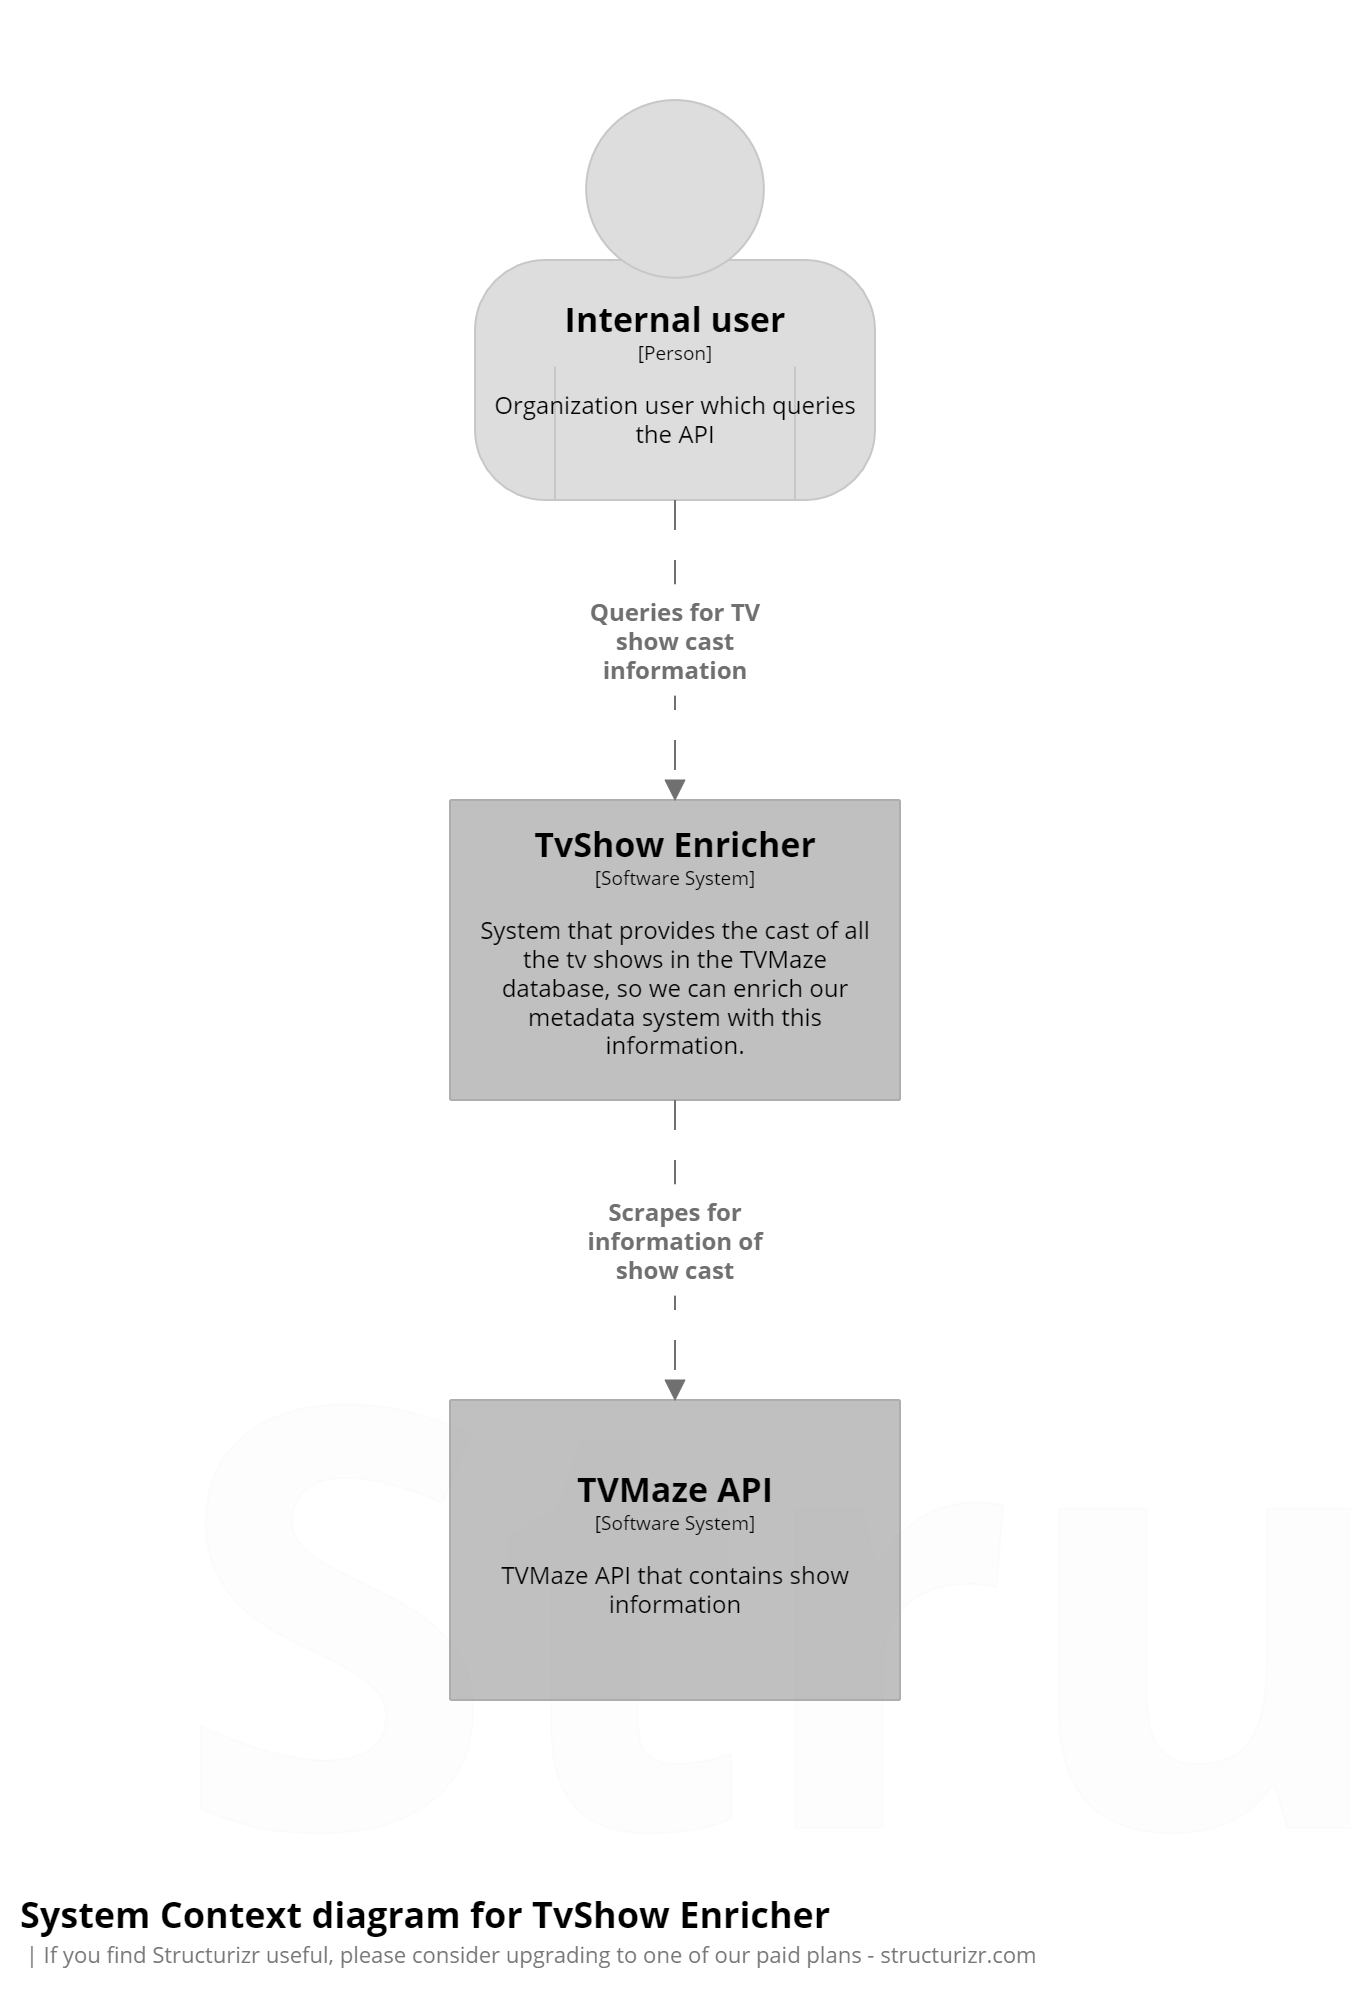 Internal user
[Person]
Organization user which queries
the API
Queries for TV
show cast
information
TvShow Enricher
[Software System]
System that provides the cast of all
the tv shows in the TVMaze
database, so we can enrich our
metadata system with this
information.
Scrapes for
information of
show cast
TVMaze API
[Software System]
TVMaze API that contains show
information
Stru
System Context diagram for TvShow Enricher
| If you find Structurizr useful, please consider upgrading to one of our paid plans - structurizr.com